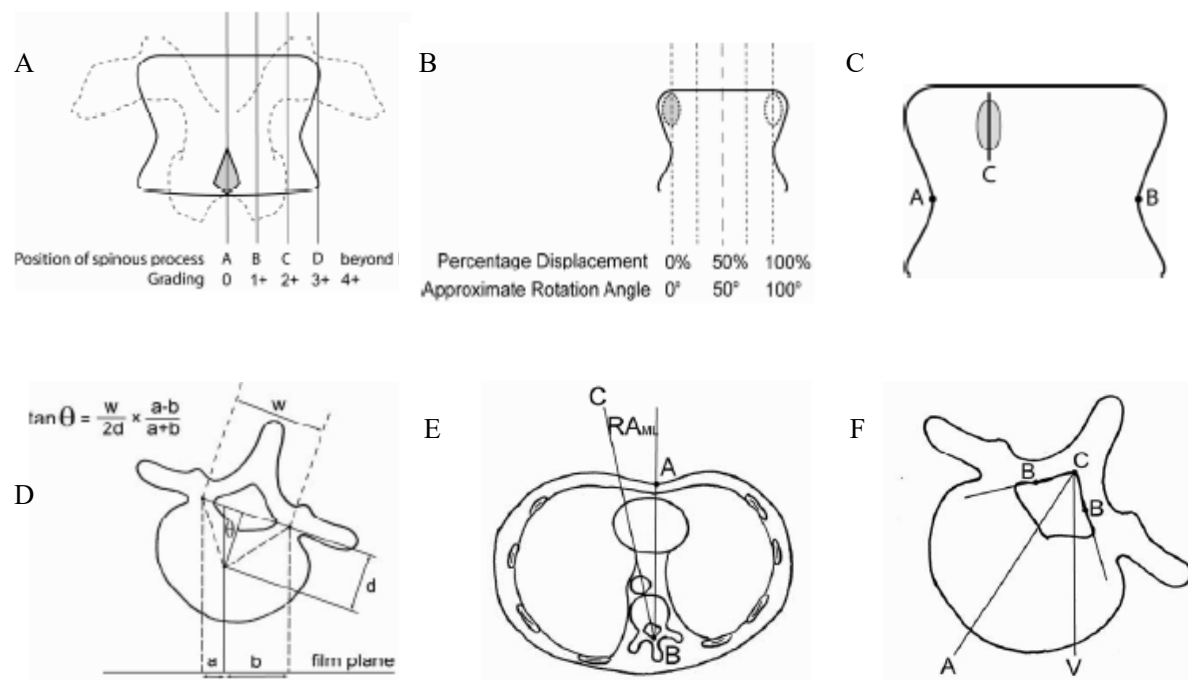 A
Position of spinous process A B C D beyond
Grading 0 1+ 2+ 3+ 4+
B
Percentage Displacement 0% 50% 100%
Approximate Rotation Angle 0° 50° 100°
C
A
C
B
D
tan θ = w/2d × a-b/a+b
w
θ
d
a b film plane
E
C
RA ML
A
B
F
B
C
B
A
V